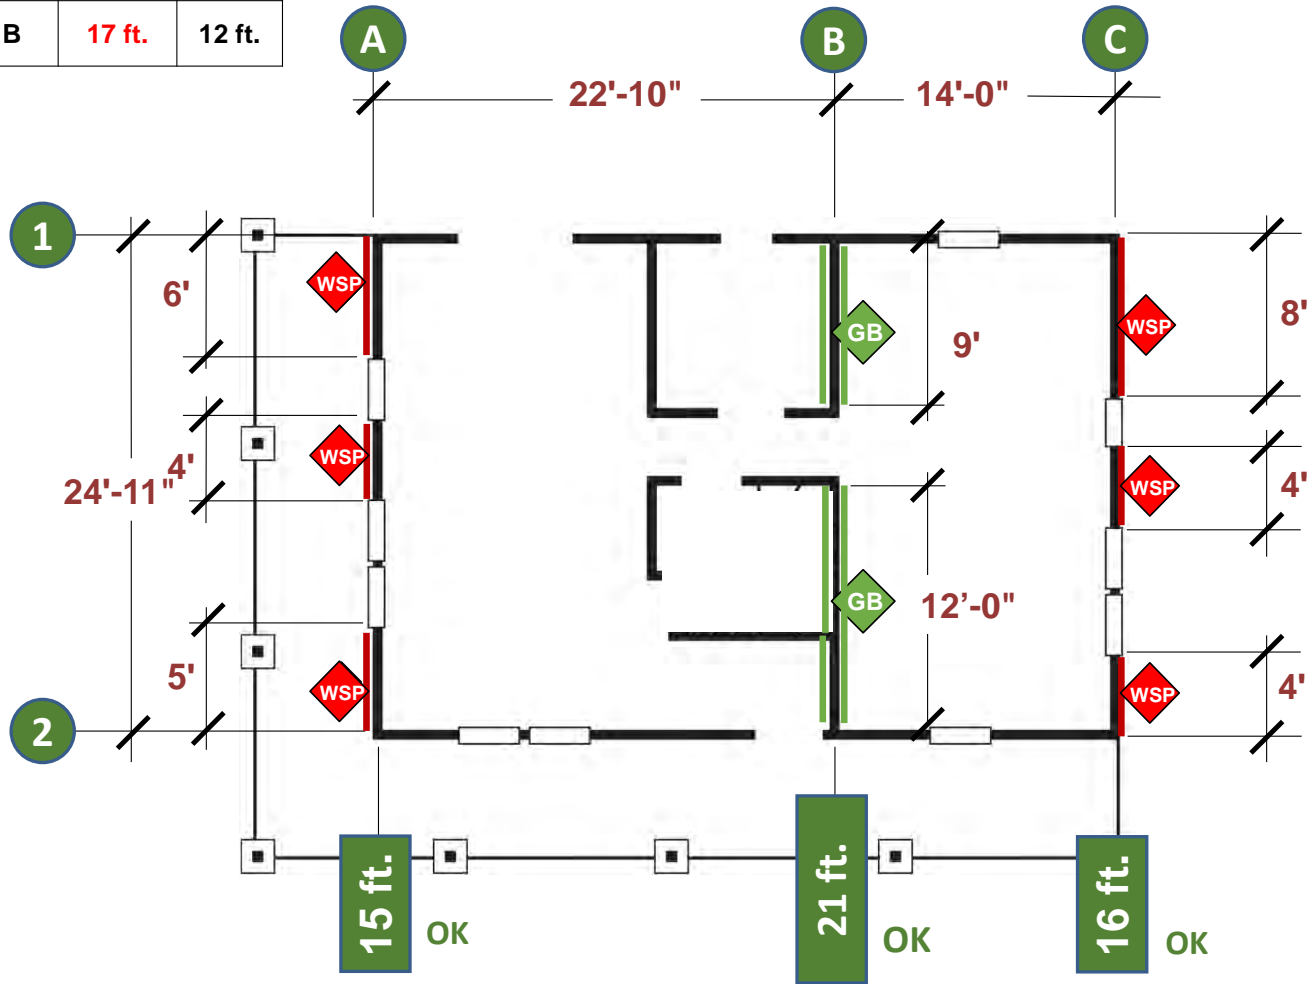 B 17 ft. 12 ft.
A B C
22'-10" 14'-0"
1
WSP
6'
GB
9'
WSP
8'
WSP
4'
24'-11"
WSP
4'
GB
12’-0"
WSP
5'
WSP
4'
2
15 ft.
OK
21 ft.
OK
16 ft.
OK